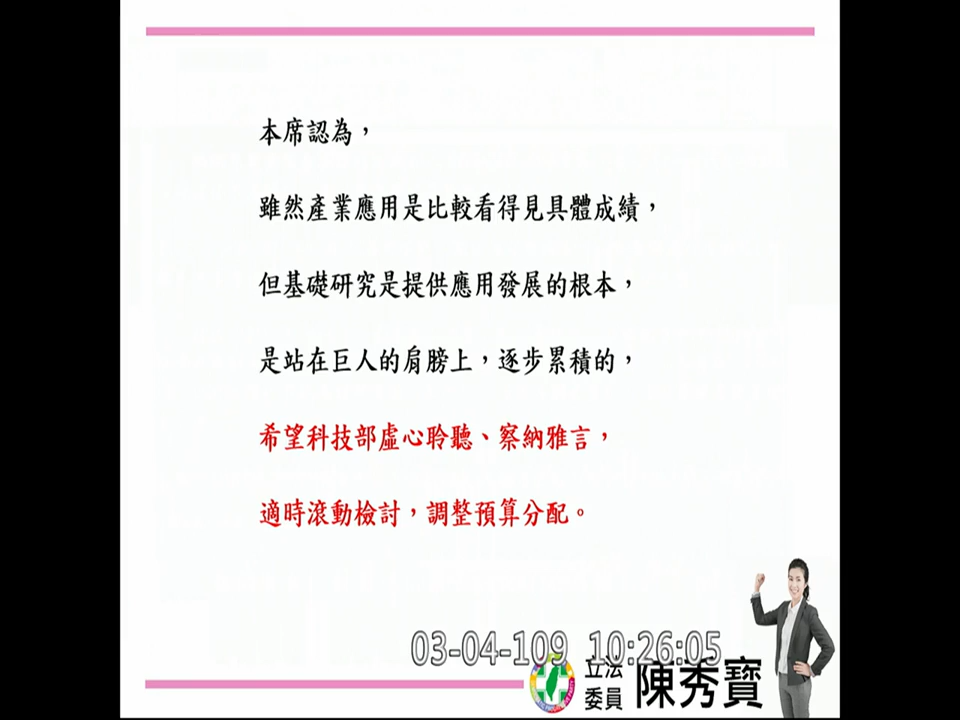 本席認為，
雖然產業應用是比較看得見具體成績，
但基礎研究是提供應用發展的根本，
是站在巨人的肩膀上，逐步累積的，
希望科技部虛心聆聽、察納雅言，
適時滾動檢討，調整預算分配。
03-04-109 10:26:05
立法
委員
陳秀寶